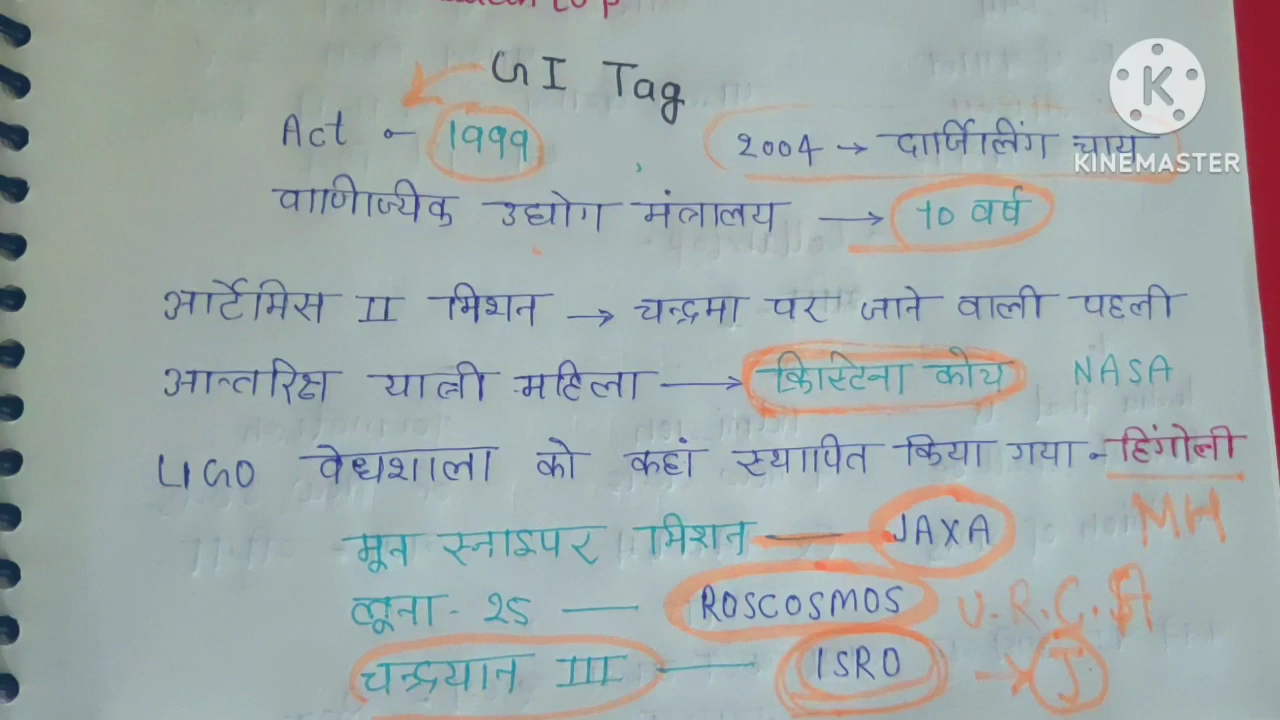 GI Tag
Act - 1999
2004 → दार्जिलिंग चाय
KINEMASTER
वाणिज्यिक उद्योग मंत्रालय → 10 वर्ष
आर्टेमिस II मिशन → चन्द्रमा पर जाने वाली पहली
आन्तरिक्ष यात्री महिला → क्रिस्टिना कोच NASA
LIGO वेधशाला को कहां स्थापित किया गया - हिंगोली
MH
मून स्नाइपर मिशन — JAXA
लूना - 25 — ROSCOSMOS U.R.C.
चन्द्रयान III — ISRO → J